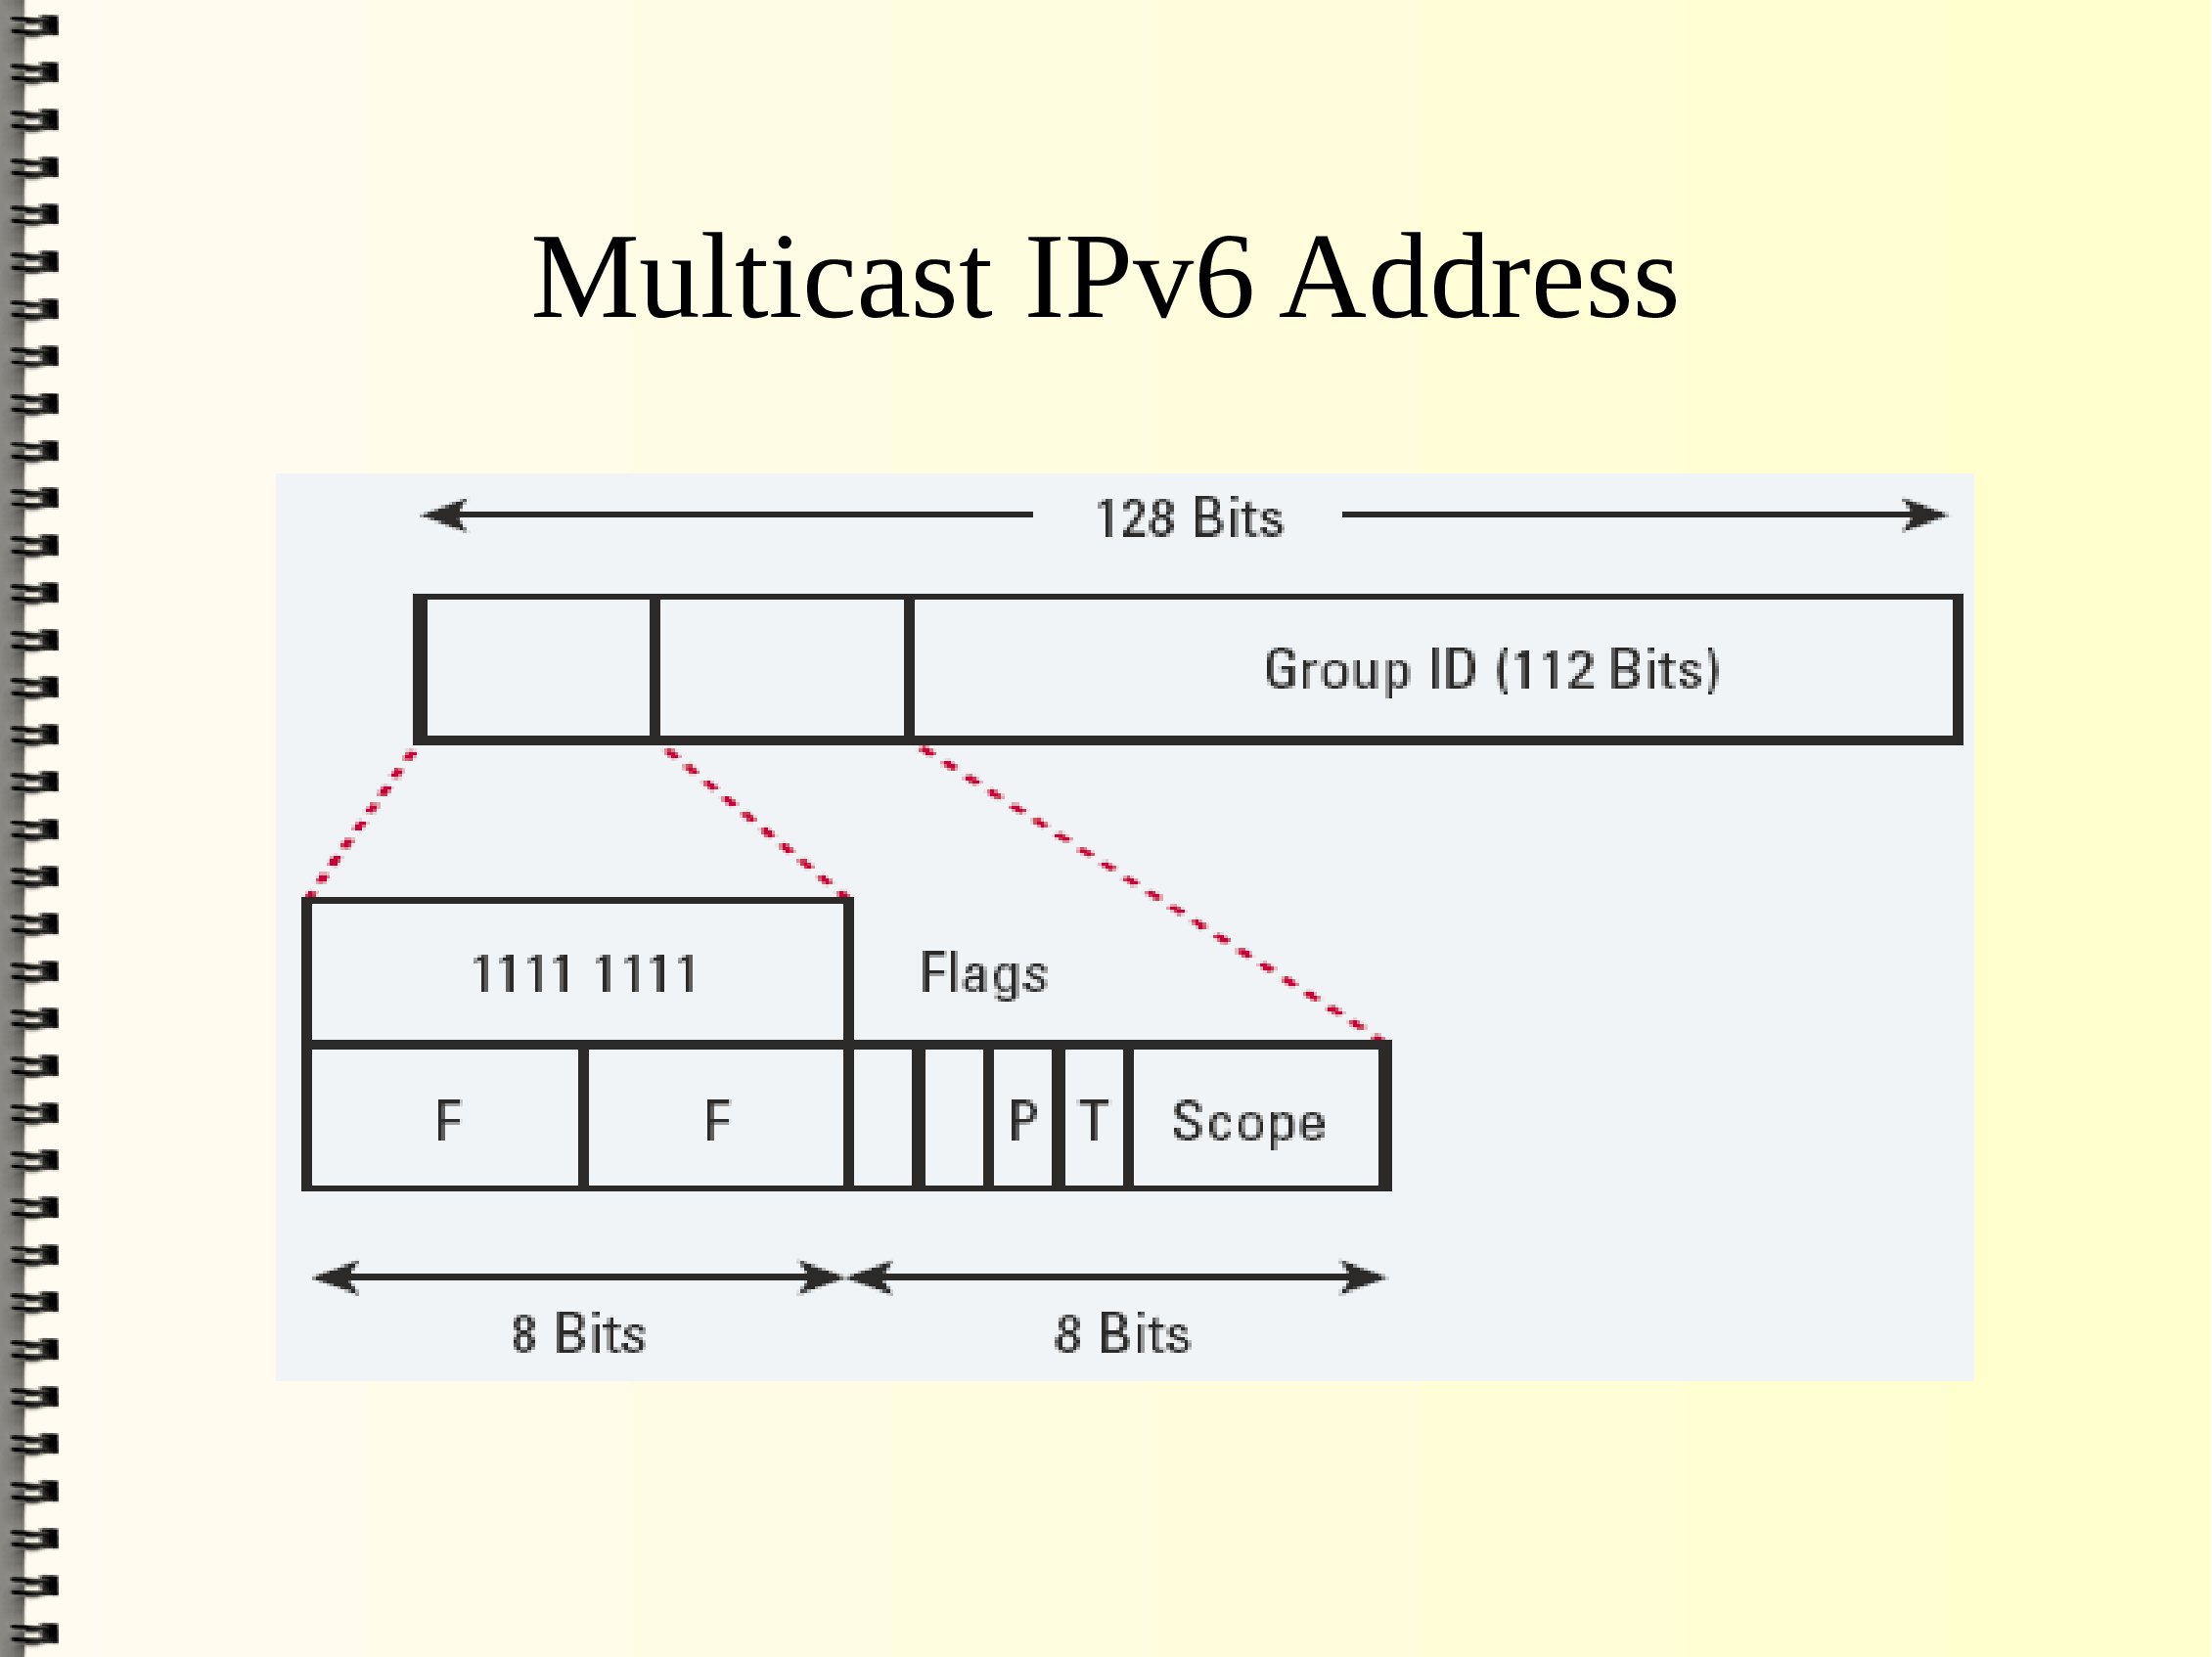 Multicast IPv6 Address
128 Bits
Group ID (112 Bits)
1111 1111 Flags
F F P T Scope
8 Bits 8 Bits